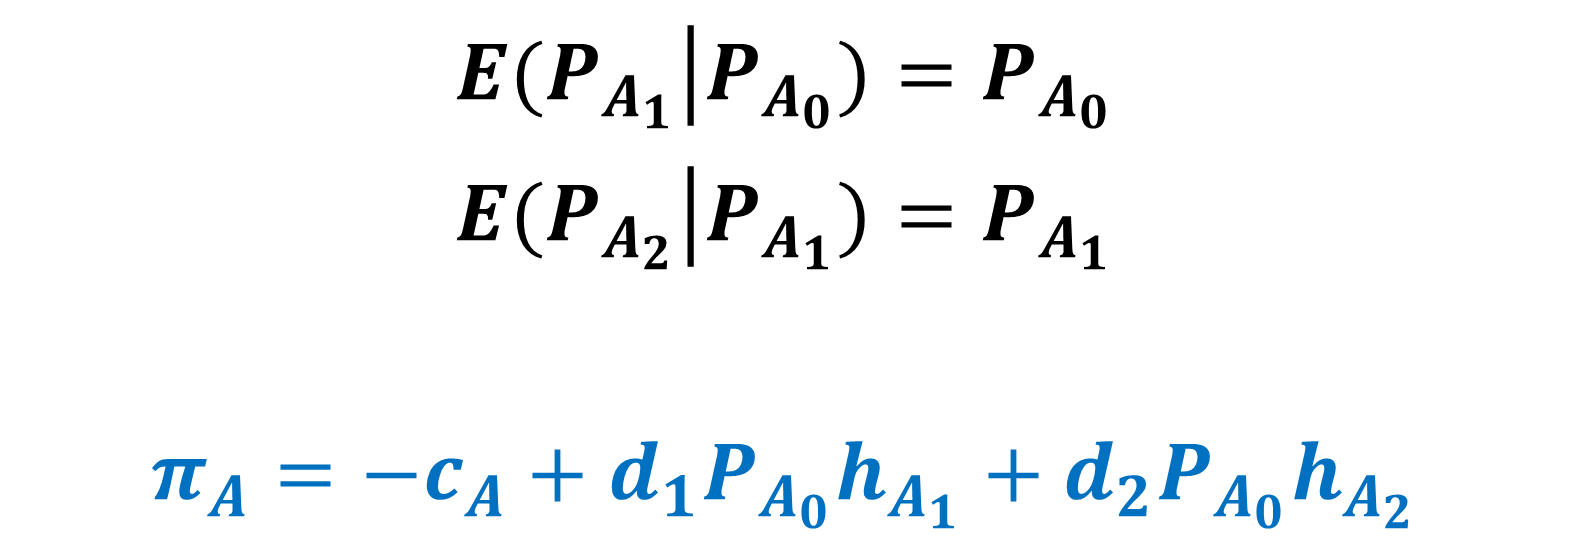 E(P_{A_1}|P_{A_0}) = P_{A_0}
E(P_{A_2}|P_{A_1}) = P_{A_1}
π_A = −c_A + d_1 P_{A_0} h_{A_1} + d_2 P_{A_0} h_{A_2}